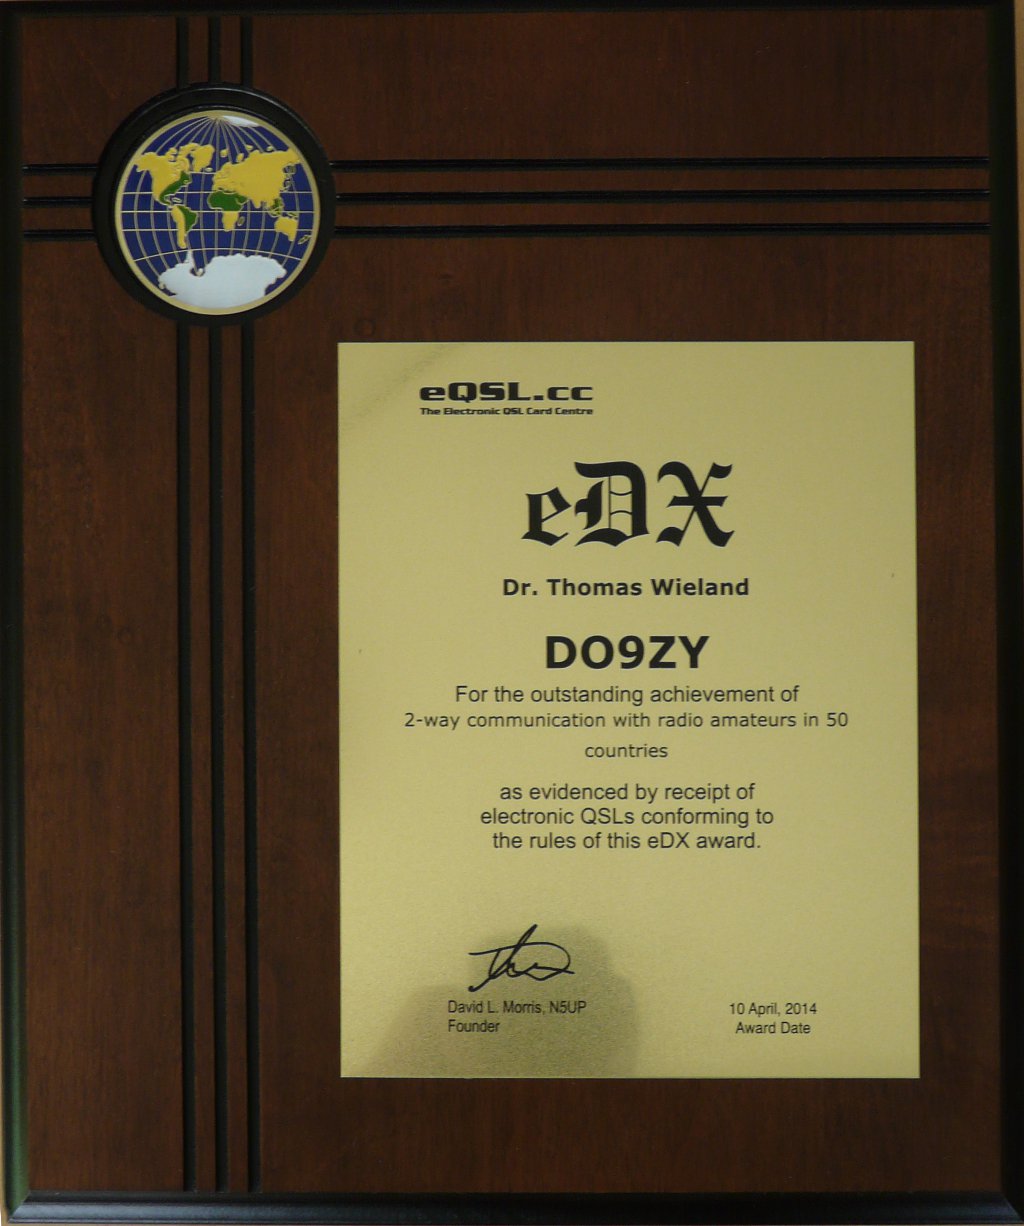 eQSL.cc
The Electronic QSL Card Centre
eDX
Dr. Thomas Wieland
DO9ZY
For the outstanding achievement of
2-way communication with radio amateurs in 50
countries
as evidenced by receipt of
electronic QSLs conforming to
the rules of this eDX award.
David L. Morris, N5UP
Founder
10 April, 2014
Award Date